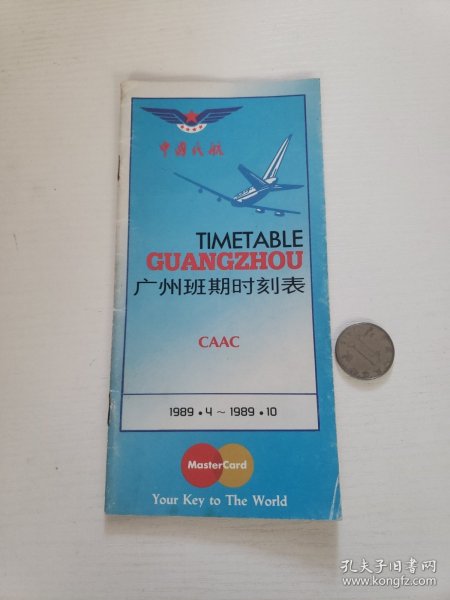 中国民航
TIMETABLE
GUANGZHOU
广州班期时刻表
CAAC
1989 • 4 ~ 1989 • 10
MasterCard
Your Key to The World
孔夫子旧书网
www.kongfz.com